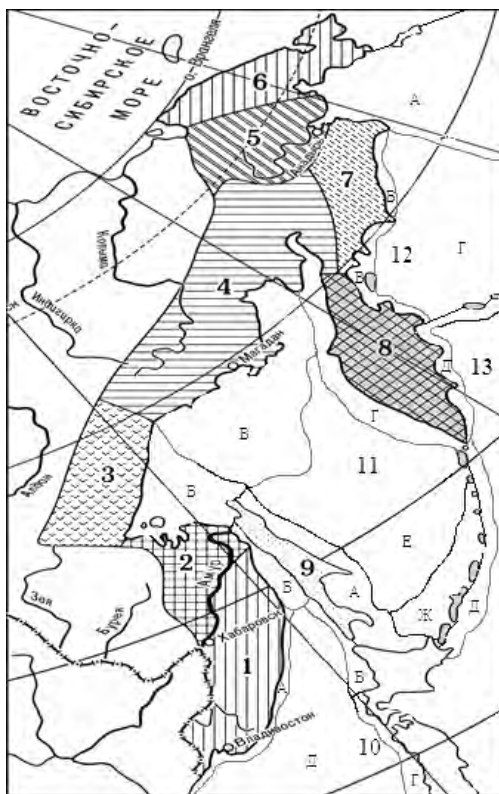 ВОСТОЧНО-
СИБИРСКОЕ
МОРЕ
о-Врангеля
6
А
5
Анадырь
7
В
Колыма
12
Г
Индигирка
4
В
8
Магадан
Д
13
В
Г
11
3
Алдан
В
9
Е
2
Амур
А
Ж
Д
Зея
В
Бурея
Хабаровск
1
В
А
Владивосток
Д
10
Г